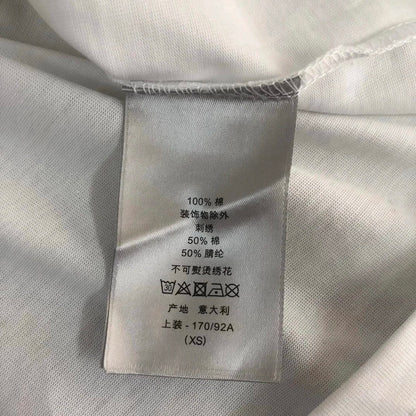 100% 棉
装饰物除外
刺绣
50% 棉
50% 腈纶
不可熨烫绣花
30
产地 意大利
上装 - 170/92A
(XS)